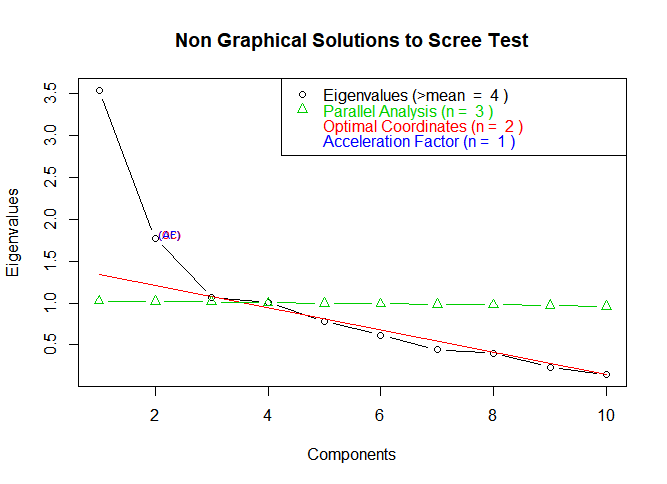 Non Graphical Solutions to Scree Test
Eigenvalues (>mean = 4 )
Parallel Analysis (n = 3 )
Optimal Coordinates (n = 2 )
Acceleration Factor (n = 1 )
Eigenvalues
3.5
3.0
2.5
2.0
1.5
1.0
0.5
2
4
6
8
10
Components